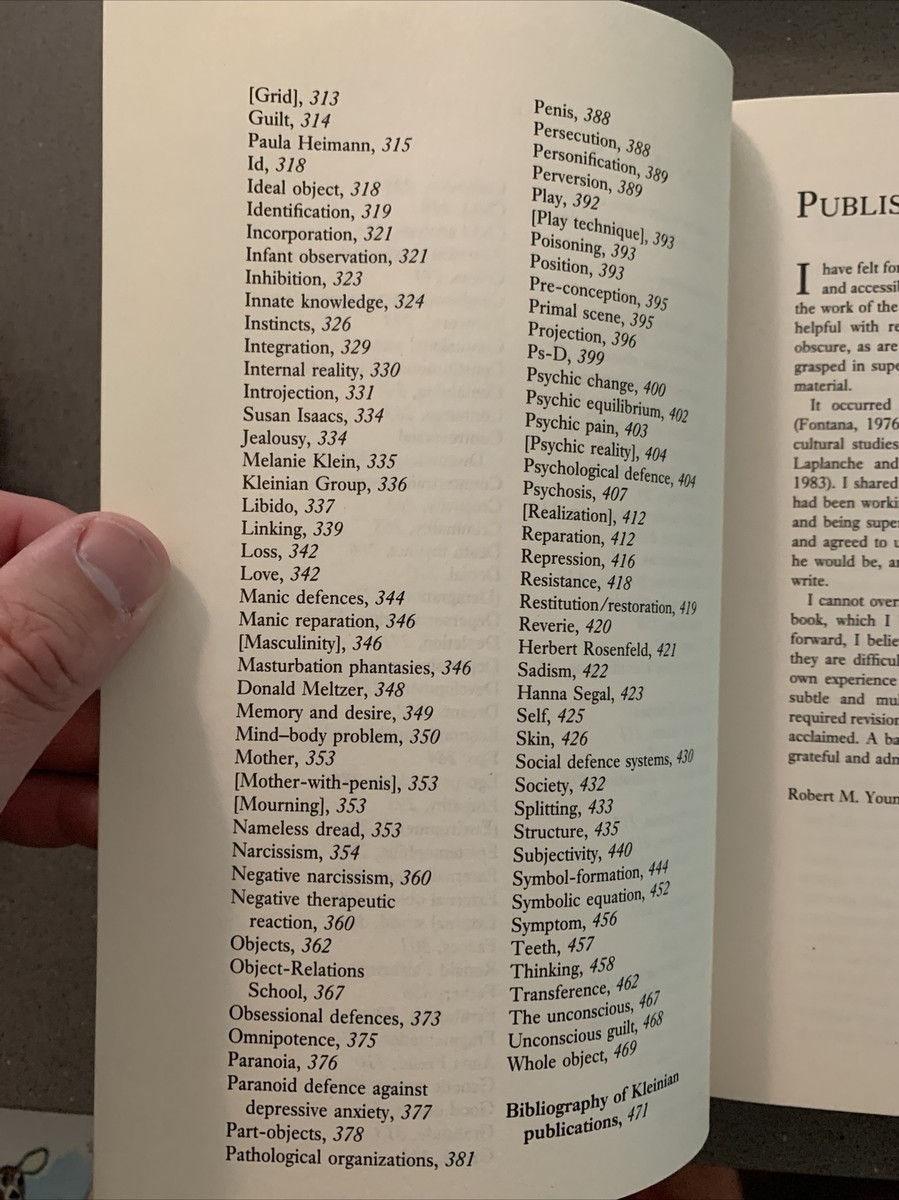 [Grid], 313
Guilt, 314
Paula Heimann, 315
Id, 318
Ideal object, 318
Identification, 319
Incorporation, 321
Infant observation, 321
Inhibition, 323
Innate knowledge, 324
Instincts, 326
Integration, 329
Internal reality, 330
Introjection, 331
Susan Isaacs, 334
Jealousy, 334
Melanie Klein, 335
Kleinian Group, 336
Libido, 337
Linking, 339
Loss, 342
Love, 342
Manic defences, 344
Manic reparation, 346
[Masculinity], 346
Masturbation phantasies, 346
Donald Meltzer, 348
Memory and desire, 349
Mind–body problem, 350
Mother, 353
[Mother-with-penis], 353
[Mourning], 353
Nameless dread, 353
Narcissism, 354
Negative narcissism, 360
Negative therapeutic
reaction, 360
Objects, 362
Object-Relations
School, 367
Obsessional defences, 373
Omnipotence, 375
Paranoia, 376
Paranoid defence against
depressive anxiety, 377
Part-objects, 378
Pathological organizations, 381
Penis, 388
Persecution, 388
Personification, 389
Perversion, 389
Play, 392
[Play technique], 393
Poisoning, 393
Position, 393
Pre-conception, 395
Primal scene, 395
Projection, 396
Ps-D, 399
Psychic change, 400
Psychic equilibrium, 402
Psychic pain, 403
[Psychic reality], 404
Psychological defence, 404
Psychosis, 407
[Realization], 412
Reparation, 412
Repression, 416
Resistance, 418
Restitution/restoration, 419
Reverie, 420
Herbert Rosenfeld, 421
Sadism, 422
Hanna Segal, 423
Self, 425
Skin, 426
Social defence systems, 430
Society, 432
Splitting, 433
Structure, 435
Subjectivity, 440
Symbol-formation, 444
Symbolic equation, 452
Symptom, 456
Teeth, 457
Thinking, 458
Transference, 462
The unconscious, 467
Unconscious guilt, 468
Whole object, 469
Bibliography of Kleinian
publications, 471
PUBLIS
I have felt for
and accessi
the work of the
helpful with re
obscure, as are
grasped in supe
material.
It occurred
(Fontana, 1976
cultural studies
Laplanche and
1983). I shared
had been worki
and being supe
and agreed to u
he would be, a
write.
I cannot over
book, which I
forward, I belie
they are difficul
own experience
subtle and mul
required revision
acclaimed. A ba
grateful and adm
Robert M. Youn